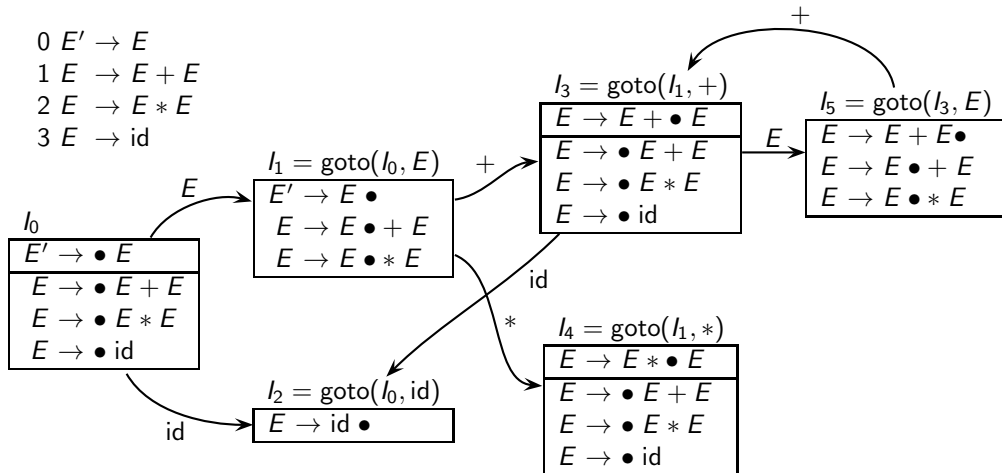 0 E′ → E
1 E → E + E
2 E → E ∗ E
3 E → id
I0
E′ → • E
E → • E + E
E → • E ∗ E
E → • id
E
id
I1 = goto(I0, E)
E′ → E •
E → E • + E
E → E • ∗ E
+
∗
I2 = goto(I0, id)
E → id •
I3 = goto(I1, +)
E → E + • E
E → • E + E
E → • E ∗ E
E → • id
id
E
I4 = goto(I1, ∗)
E → E ∗ • E
E → • E + E
E → • E ∗ E
E → • id
+
I5 = goto(I3, E)
E → E + E•
E → E • + E
E → E • ∗ E